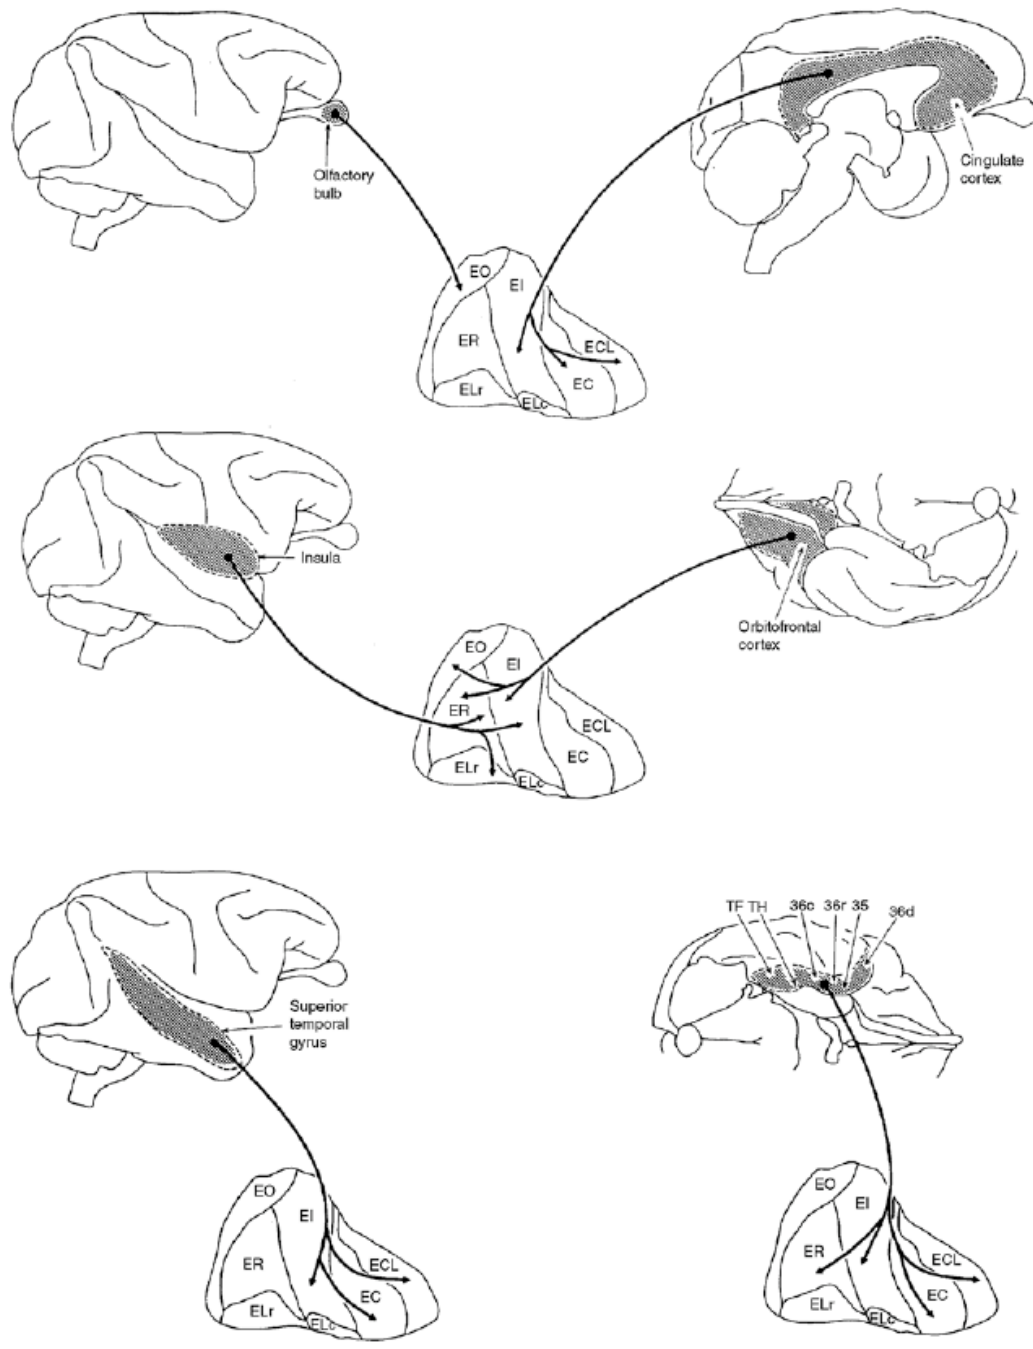 Olfactory
bulb
Cingulate
cortex
EO
EI
ER
ECL
ELr
EC
ELc
Insula
Orbitofrontal
cortex
EO
EI
ER
ECL
EC
ELr
ELc
TF TH 36c 36r 35
36d
Superior
temporal
gyrus
EO
EI
ER
ECL
EC
ELr
ELc
EO
EI
ER
ECL
EC
ELr
ELc